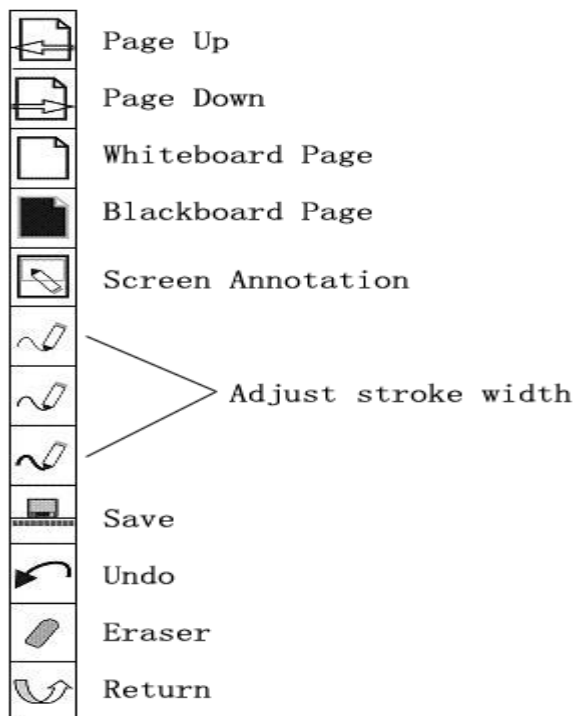 Page Up
Page Down
Whiteboard Page
Blackboard Page
Screen Annotation
Adjust stroke width
Save
Undo
Eraser
Return